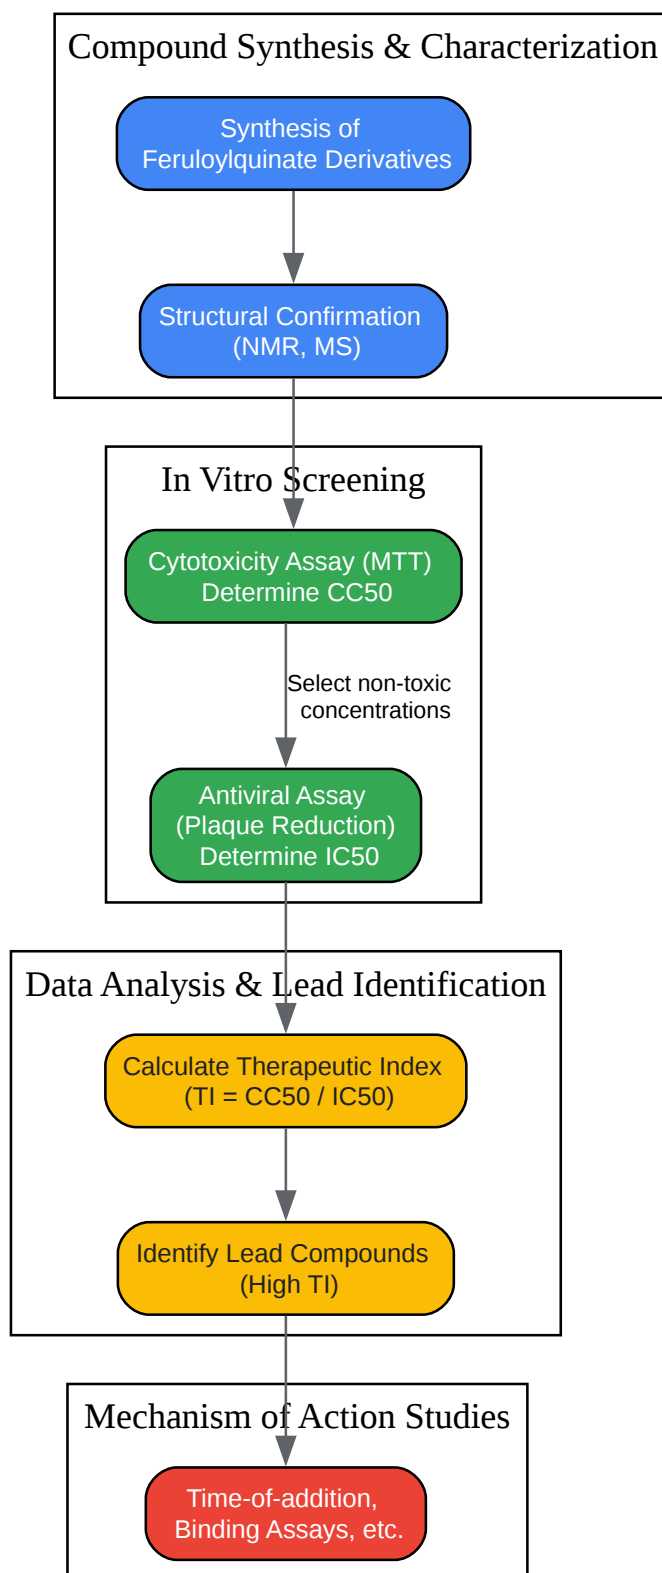 Compound Synthesis & Characterization
Synthesis of
Feruloylquinate Derivatives
Structural Confirmation
(NMR, MS)
In Vitro Screening
Cytotoxicity Assay (MTT)
Determine CC50
Select non-toxic
concentrations
Antiviral Assay
(Plaque Reduction)
Determine IC50
Data Analysis & Lead Identification
Calculate Therapeutic Index
(TI = CC50 / IC50)
Identify Lead Compounds
(High TI)
Mechanism of Action Studies
Time-of-addition,
Binding Assays, etc.